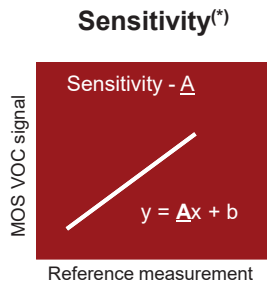 Sensitivity(*)
Sensitivity - A
MOS VOC signal
y = Ax + b
Reference measurement